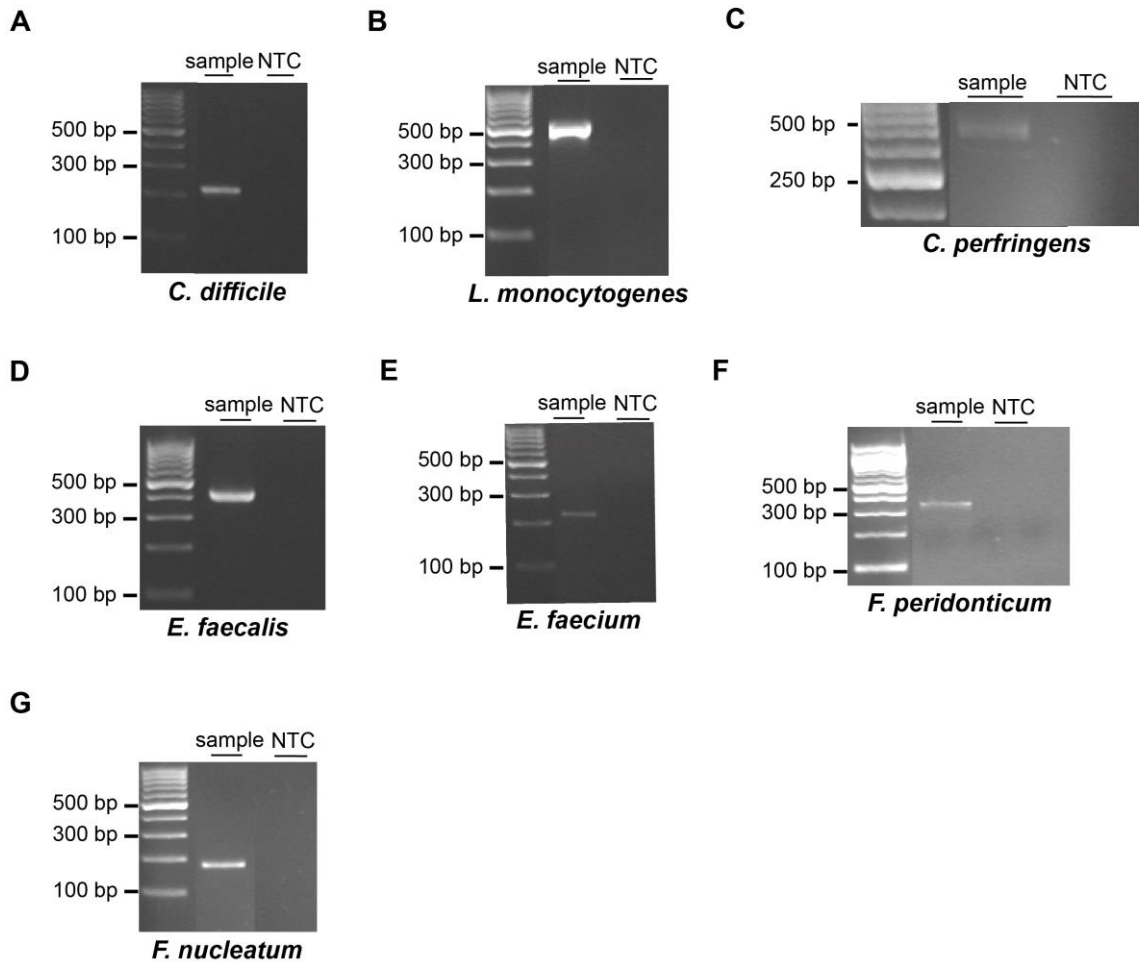 A
sample NTC
500 bp
300 bp
100 bp
C. difficile
B
sample NTC
500 bp
300 bp
100 bp
L. monocytogenes
C
sample NTC
500 bp
250 bp
C. perfringens
D
sample NTC
500 bp
300 bp
100 bp
E. faecalis
E
sample NTC
500 bp
300 bp
100 bp
E. faecium
F
sample NTC
500 bp
300 bp
100 bp
F. peridonticum
G
sample NTC
500 bp
300 bp
100 bp
F. nucleatum